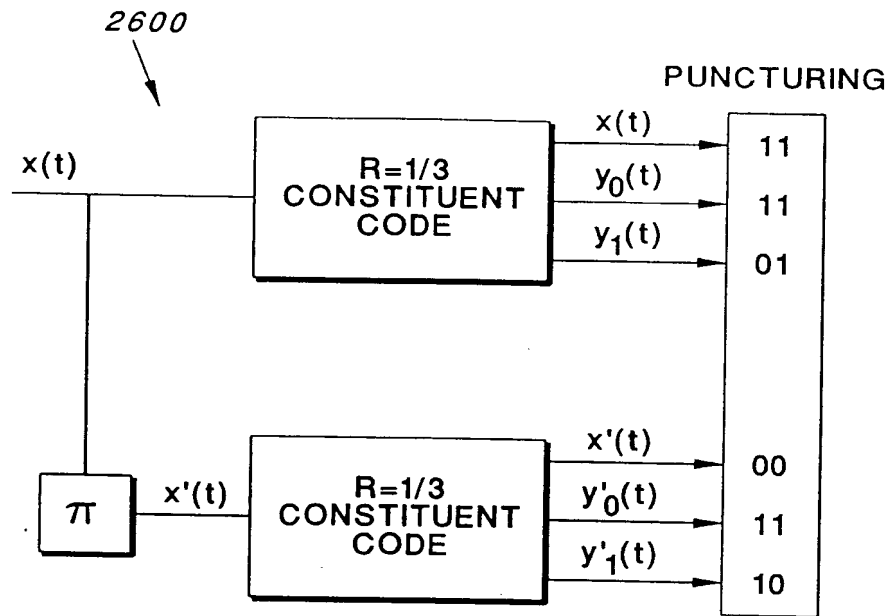 2600
PUNCTURING
x(t)
R=1/3
CONSTITUENT
CODE
x(t)
y0(t)
y1(t)
11
11
01
π
x'(t)
R=1/3
CONSTITUENT
CODE
x'(t)
y'0(t)
y'1(t)
00
11
10